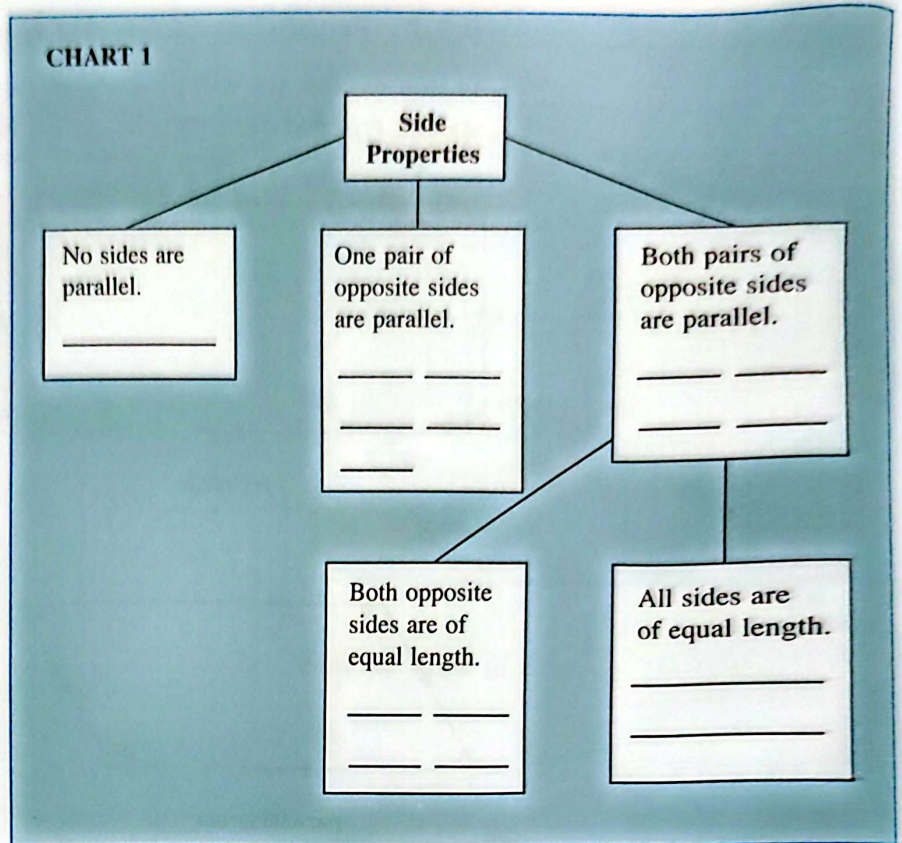 CHART 1
Side
Properties
No sides are
parallel.
One pair of
opposite sides
are parallel.
Both pairs of
opposite sides
are parallel.
Both opposite
sides are of
equal length.
All sides are
of equal length.